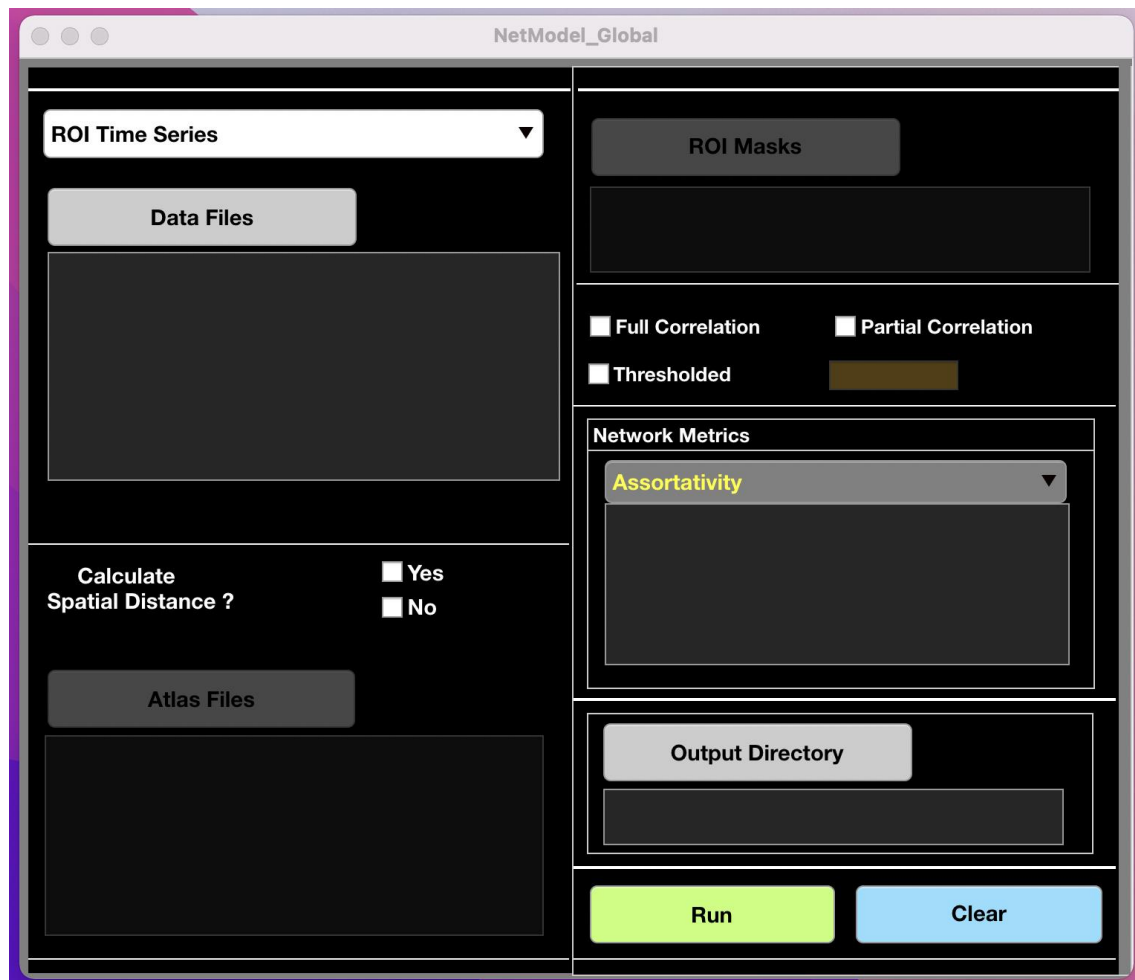 NetModel_Global
ROI Time Series
Data Files
Calculate
Spatial Distance ?
Yes
No
Atlas Files
ROI Masks
Full Correlation
Partial Correlation
Thresholded
Network Metrics
Assortativity
Output Directory
Run
Clear